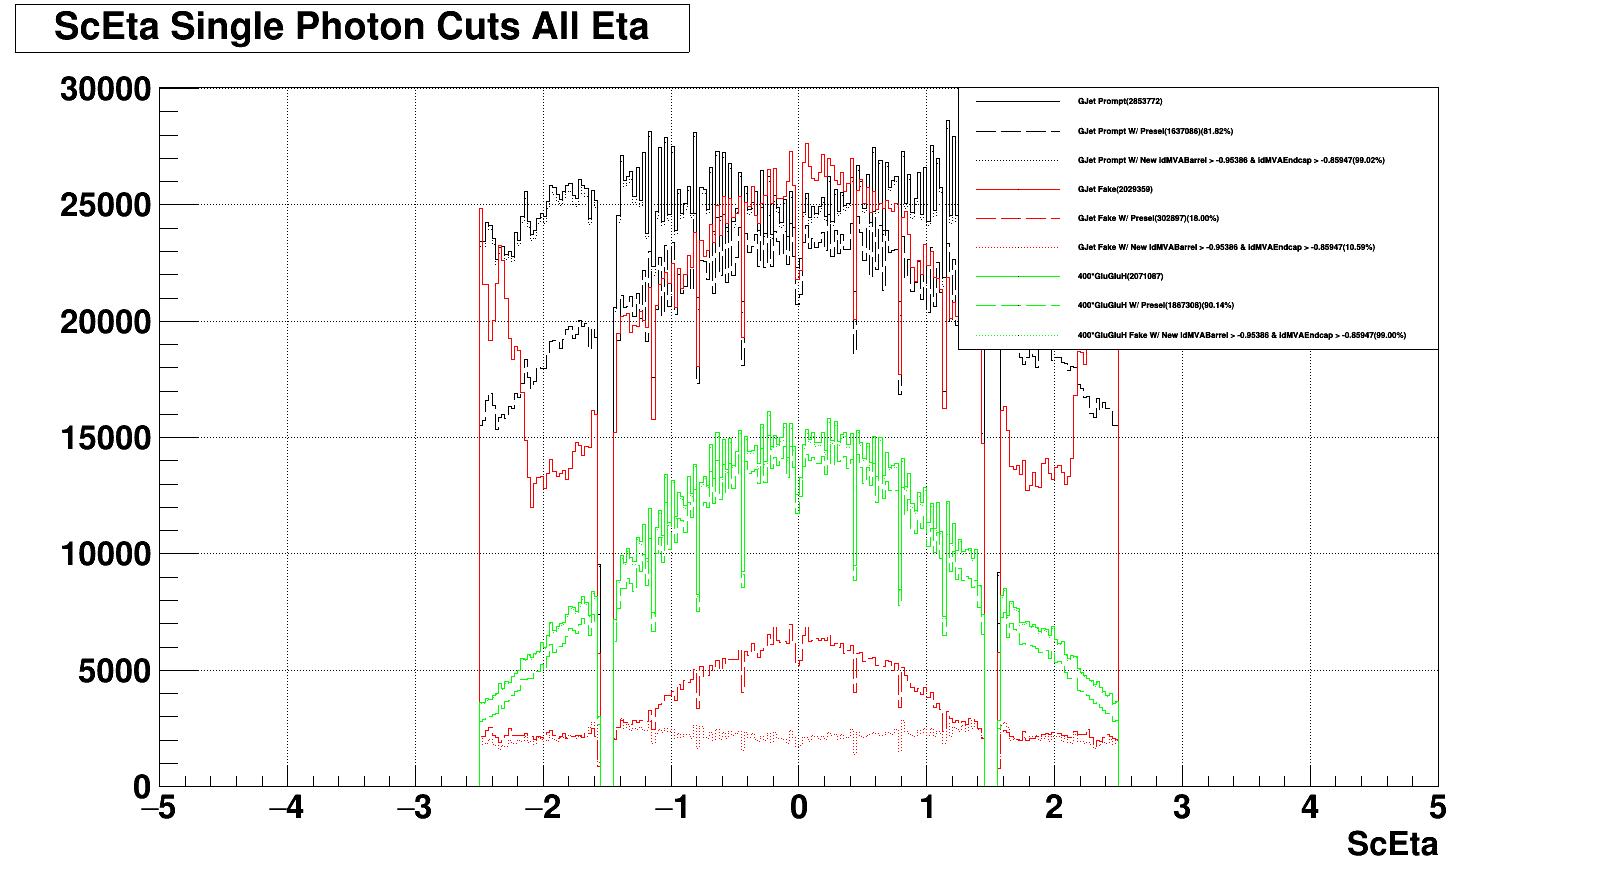 ScEta Single Photon Cuts All Eta
30000
25000
20000
15000
10000
5000
0
GJet Prompt(2853772)
GJet Prompt W/ Presel(1637086)(81.82%)
GJet Prompt W/ New idMVABarrel > -0.95386 & idMVAEndcap > -0.85947(99.02%)
GJet Fake(2029359)
GJet Fake W/ Presel(302897)(18.00%)
GJet Fake W/ New idMVABarrel > -0.95386 & idMVAEndcap > -0.85947(10.59%)
400*GluGluH(2071087)
400*GluGluH W/ Presel(1867306)(90.14%)
400*GluGluH Fake W/ New idMVABarrel > -0.95386 & idMVAEndcap > -0.85947(99.00%)
−5 −4 −3 −2 −1 0 1 2 3 4 5
ScEta